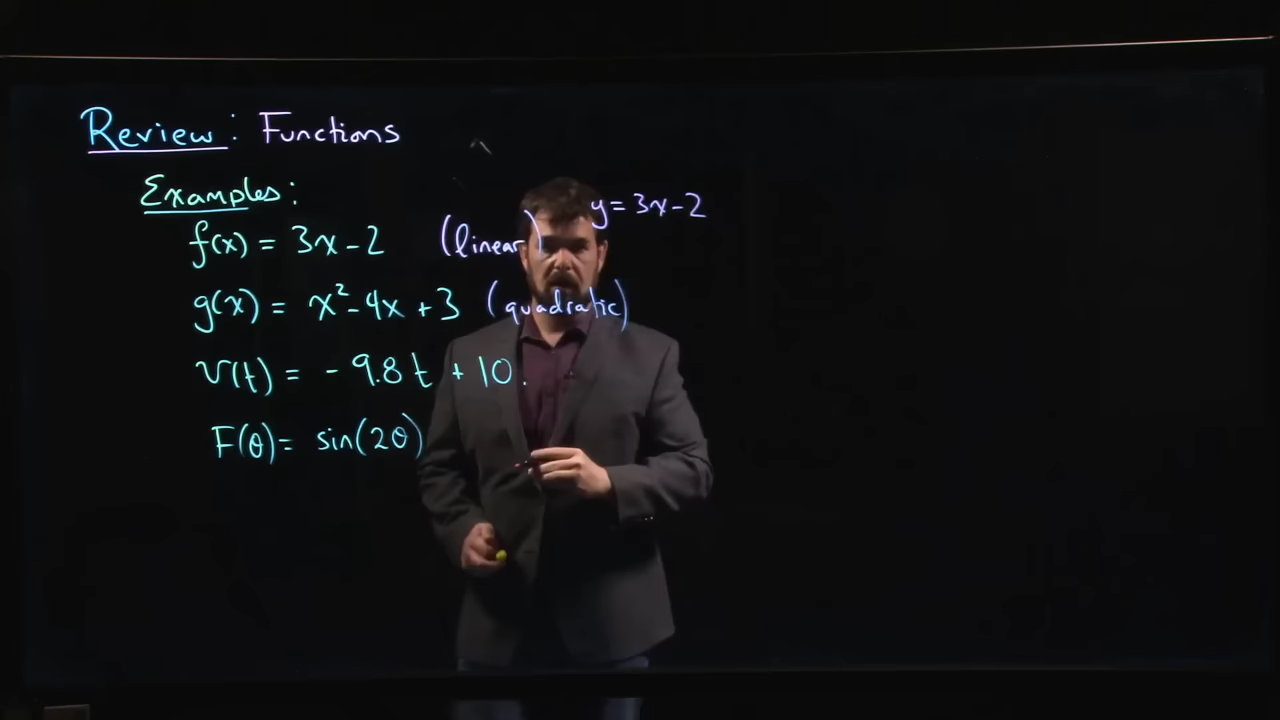 Review: Functions
Examples:
y = 3x - 2
f(x) = 3x - 2 (linear)
g(x) = x² - 4x + 3 (quadratic)
v(t) = - 9.8 t + 10.
F(θ) = sin(2θ)